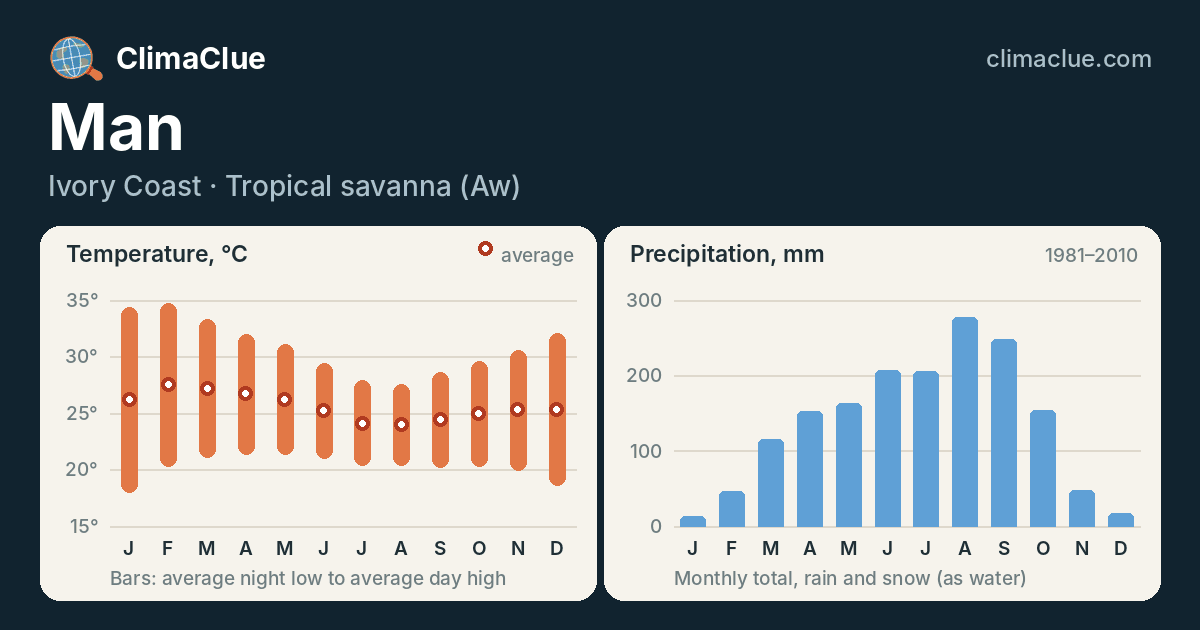 ClimaClue
climaclue.com
Man
Ivory Coast · Tropical savanna (Aw)
Temperature, °C
average
35°
30°
25°
20°
15°
J F M A M J J A S O N D
Bars: average night low to average day high
Precipitation, mm
1981–2010
300
200
100
0
J F M A M J J A S O N D
Monthly total, rain and snow (as water)